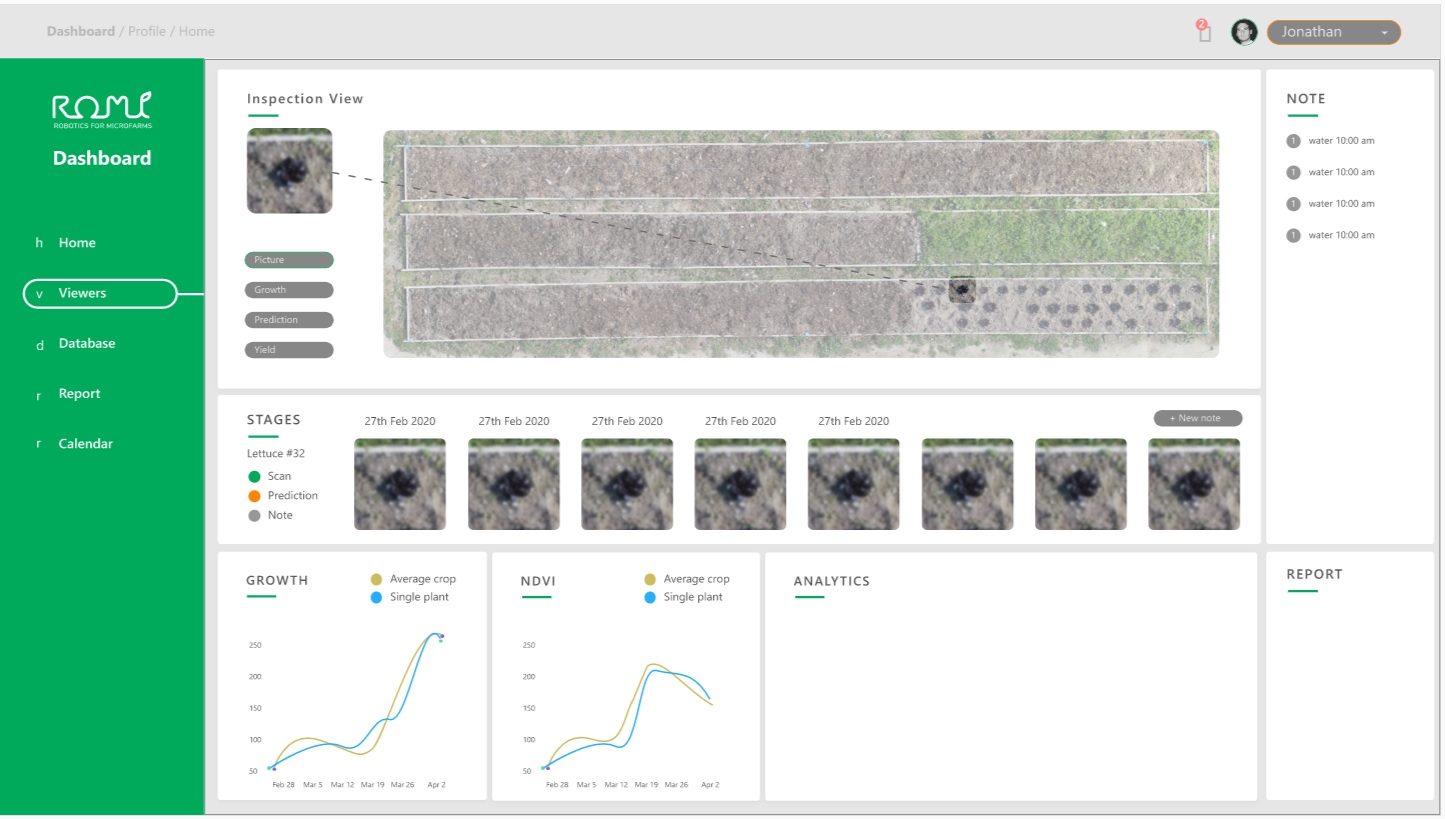 Dashboard / Profile / Home
2
Jonathan
ROMI
ROBOTICS FOR MICROFARMS
Dashboard
h Home
v Viewers
d Database
r Report
r Calendar
Inspection View
Picture
Growth
Prediction
Yield
NOTE
1 water 10:00 am
1 water 10:00 am
1 water 10:00 am
1 water 10:00 am
STAGES
27th Feb 2020 27th Feb 2020 27th Feb 2020 27th Feb 2020 27th Feb 2020
+ New note
Lettuce #32
Scan
Prediction
Note
GROWTH
Average crop
Single plant
250
200
150
100
50
Feb 28 Mar 5 Mar 12 Mar 19 Mar 26 Apr 2
NDVI
Average crop
Single plant
250
200
150
100
50
Feb 28 Mar 5 Mar 12 Mar 19 Mar 26 Apr 2
ANALYTICS
REPORT